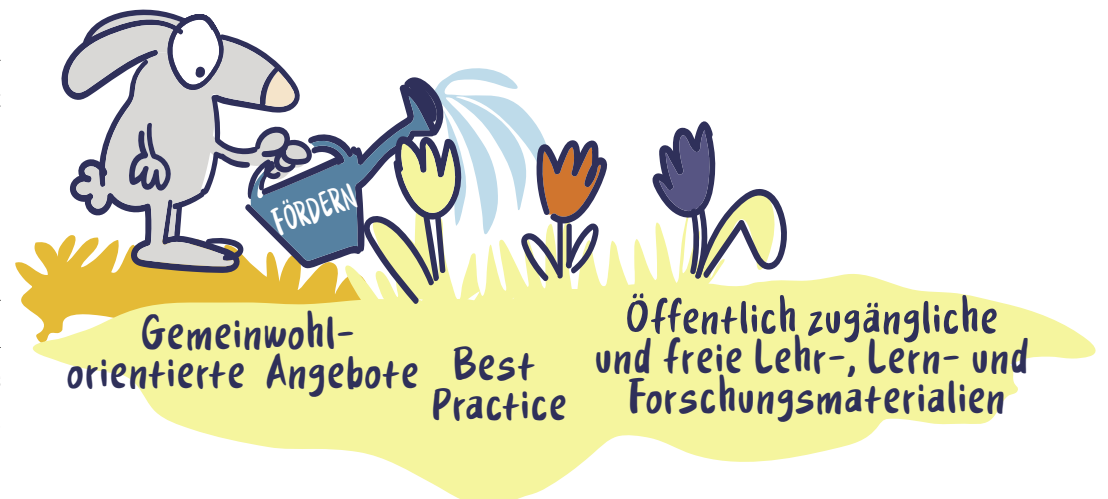 FÖRDERN
Gemeinwohl-
orientierte Angebote
Best
Practice
Öffentlich zugängliche
und freie Lehr-, Lern- und
Forschungsmaterialien